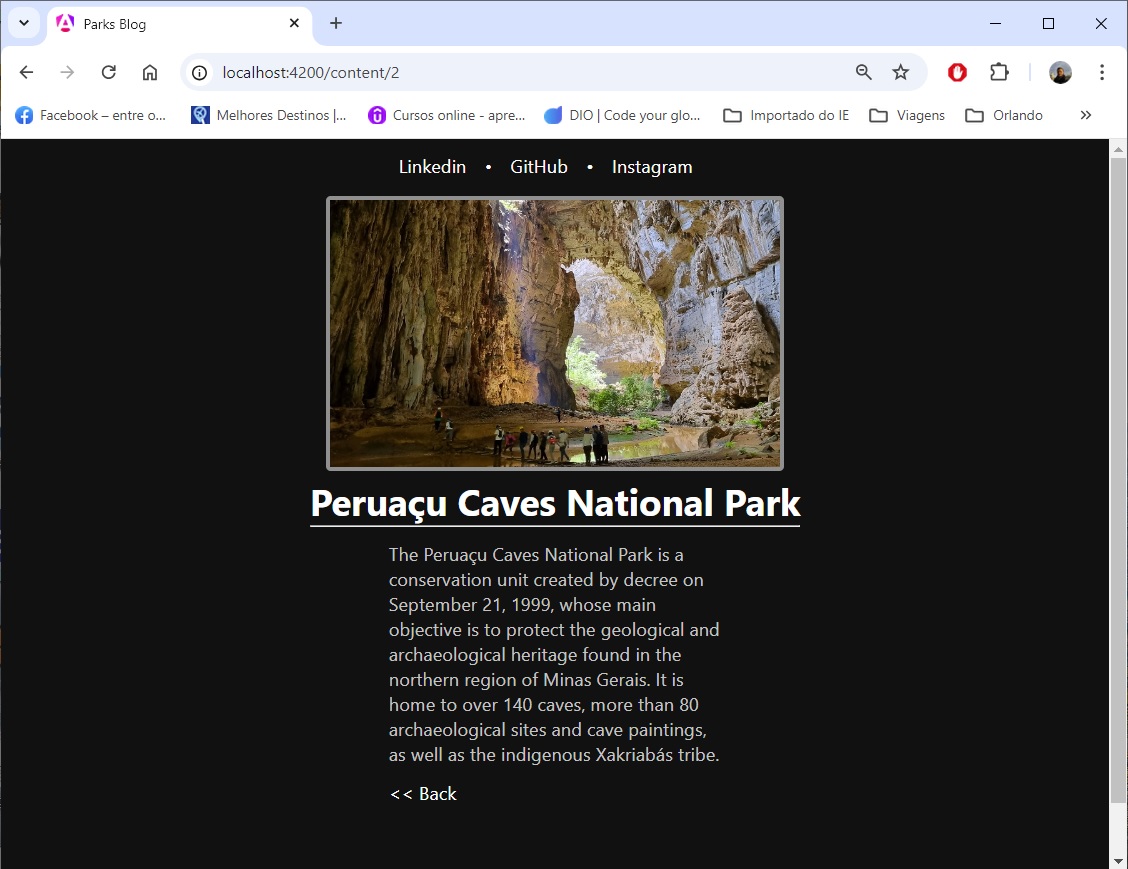 Parks Blog
localhost:4200/content/2
Facebook – entre o...
Melhores Destinos |...
Cursos online - apre...
DIO | Code your glo...
Importado do IE
Viagens
Orlando
Linkedin • GitHub • Instagram
Peruaçu Caves National Park
The Peruaçu Caves National Park is a
conservation unit created by decree on
September 21, 1999, whose main
objective is to protect the geological and
archaeological heritage found in the
northern region of Minas Gerais. It is
home to over 140 caves, more than 80
archaeological sites and cave paintings,
as well as the indigenous Xakriabás tribe.
<< Back